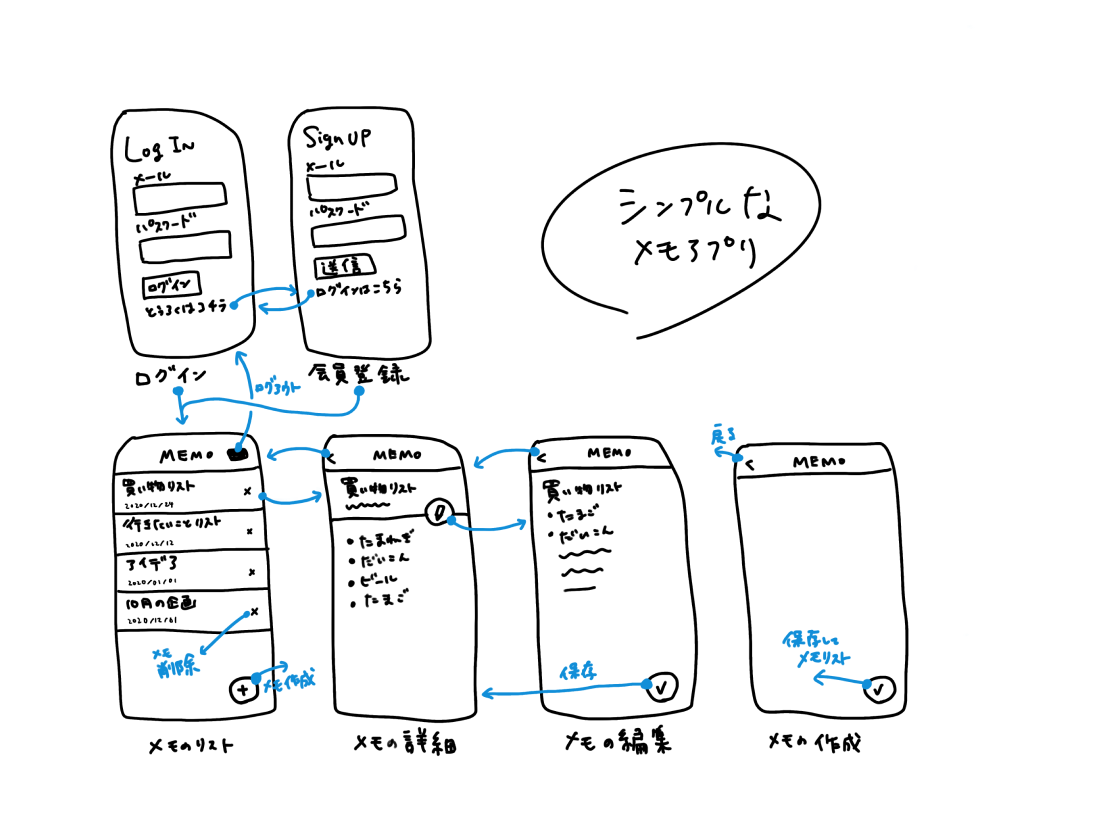 Log In
メール
パスワード
ログイン
とうろくはコチラ
ログイン
Sign UP
メール
パスワード
送信
ログインはこちら
会員登録
シンプルな
メモアプリ
ログアウト
MEMO
買い物リスト
2020/12/24
行きたいことリスト
2020/12/12
アイデア
2020/01/01
10月の企画
2020/12/01
×
×
×
×
メモ
削除
+
メモ作成
メモのリスト
<
MEMO
買い物リスト
• たまねぎ
• だいこん
• ビール
• たまご
メモの詳細
<
MEMO
買い物リスト
• たまご
• だいこん
保存
✓
メモの編集
戻る
<
MEMO
保存して
メモリスト
✓
メモの作成